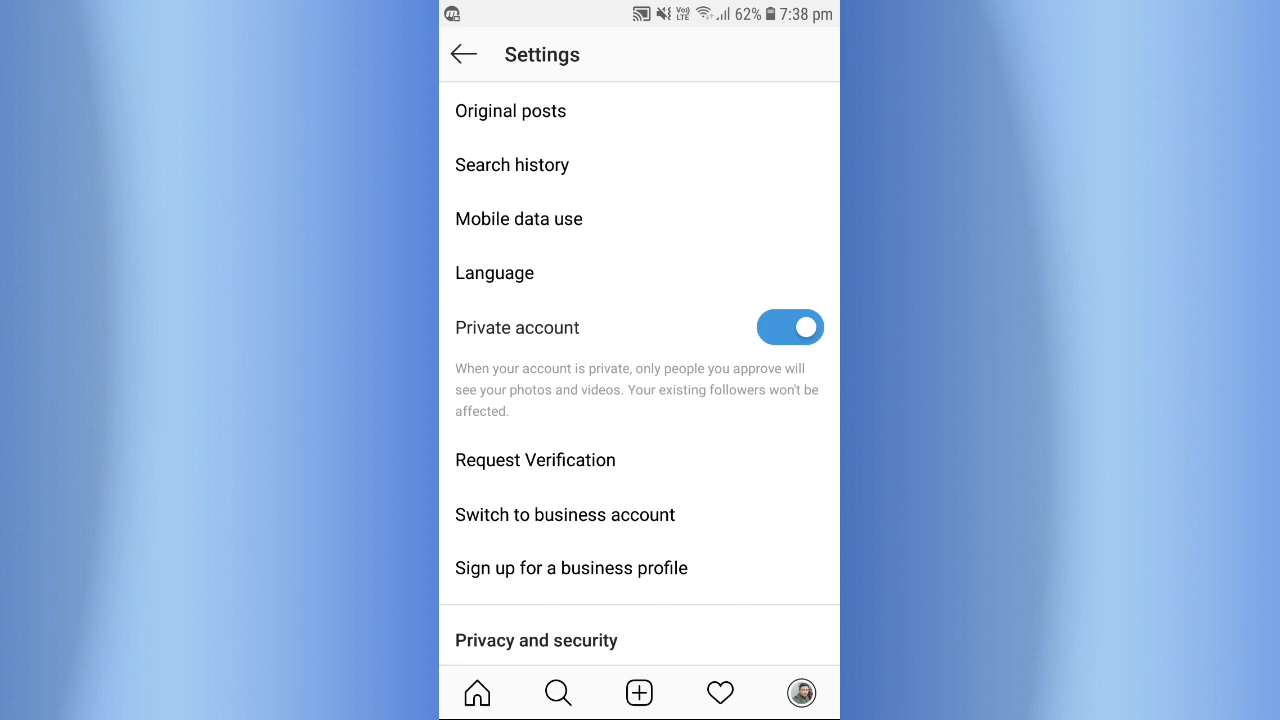 Vo) LTE 62% 7:38 pm
Settings
Original posts
Search history
Mobile data use
Language
Private account
When your account is private, only people you approve will
see your photos and videos. Your existing followers won't be
affected.
Request Verification
Switch to business account
Sign up for a business profile
Privacy and security